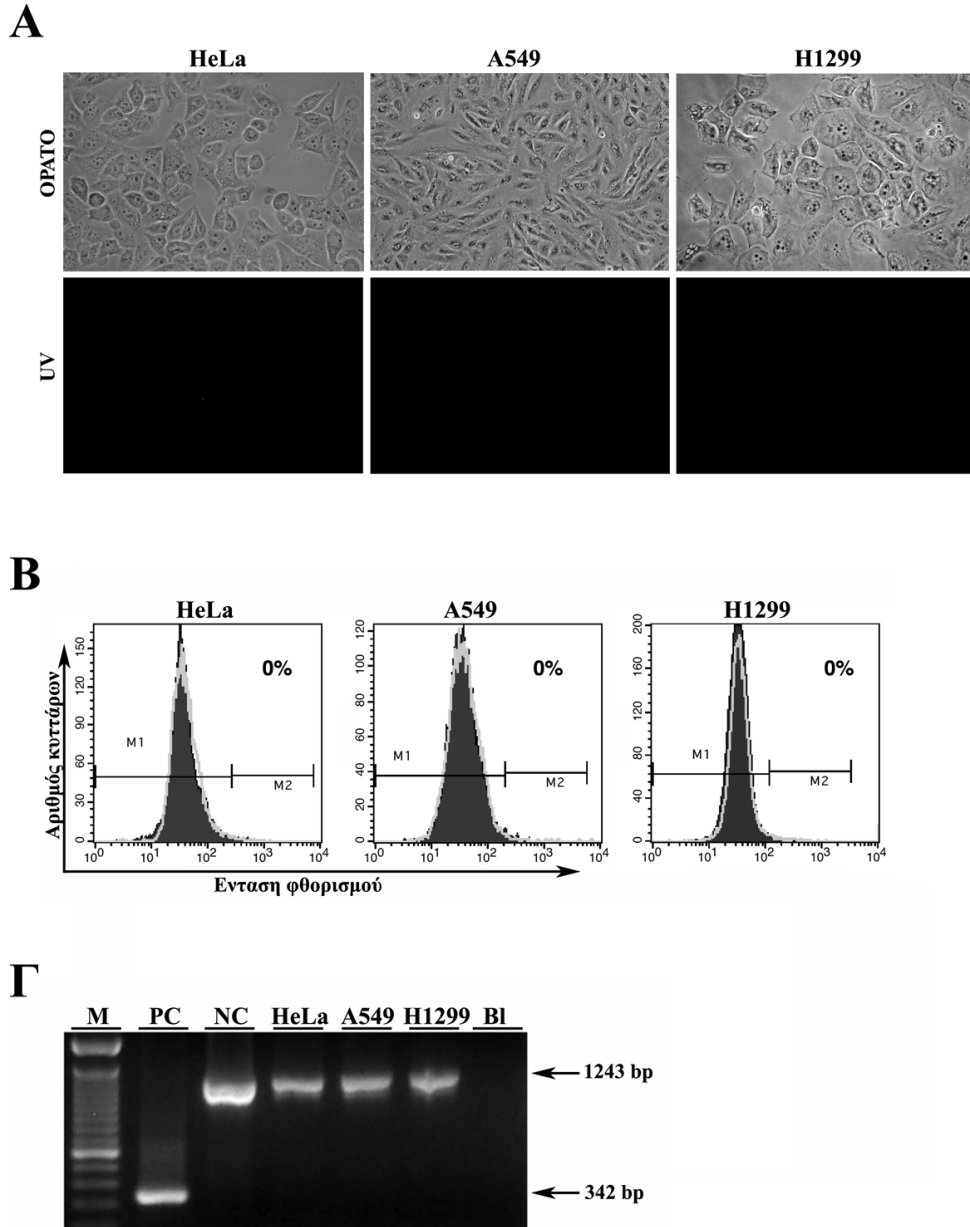 A
HeLa A549 H1299
ΟΡΑΤΟ
UV
B
HeLa A549 H1299
Αριθμός κυττάρων
0% 0% 0%
M1 M2 M1 M2 M1 M2
150 120 90 60 30 0
120 100 80 60 40 20 0
200 160 120 80 40 0
10⁰ 10¹ 10² 10³ 10⁴ 10⁰ 10¹ 10² 10³ 10⁴ 10⁰ 10¹ 10² 10³ 10⁴
Ενταση φθορισμού
Γ
M PC NC HeLa A549 H1299 Bl
1243 bp
342 bp